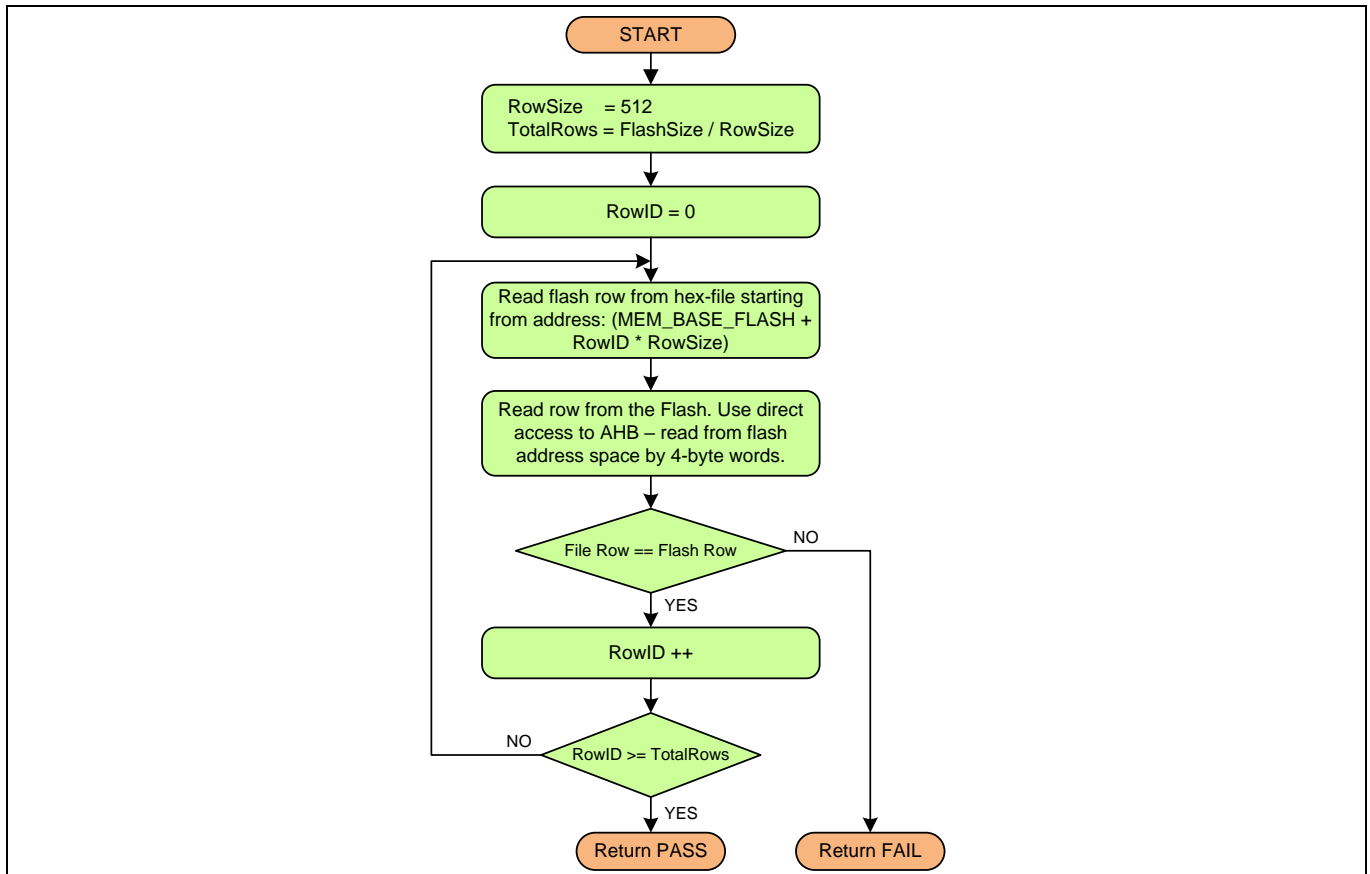 START
RowSize = 512
TotalRows = FlashSize / RowSize
RowID = 0
Read flash row from hex-file starting
from address: (MEM_BASE_FLASH +
RowID * RowSize)
Read row from the Flash. Use direct
access to AHB – read from flash
address space by 4-byte words.
File Row == Flash Row
NO
YES
RowID ++
NO
RowID >= TotalRows
YES
Return PASS
Return FAIL